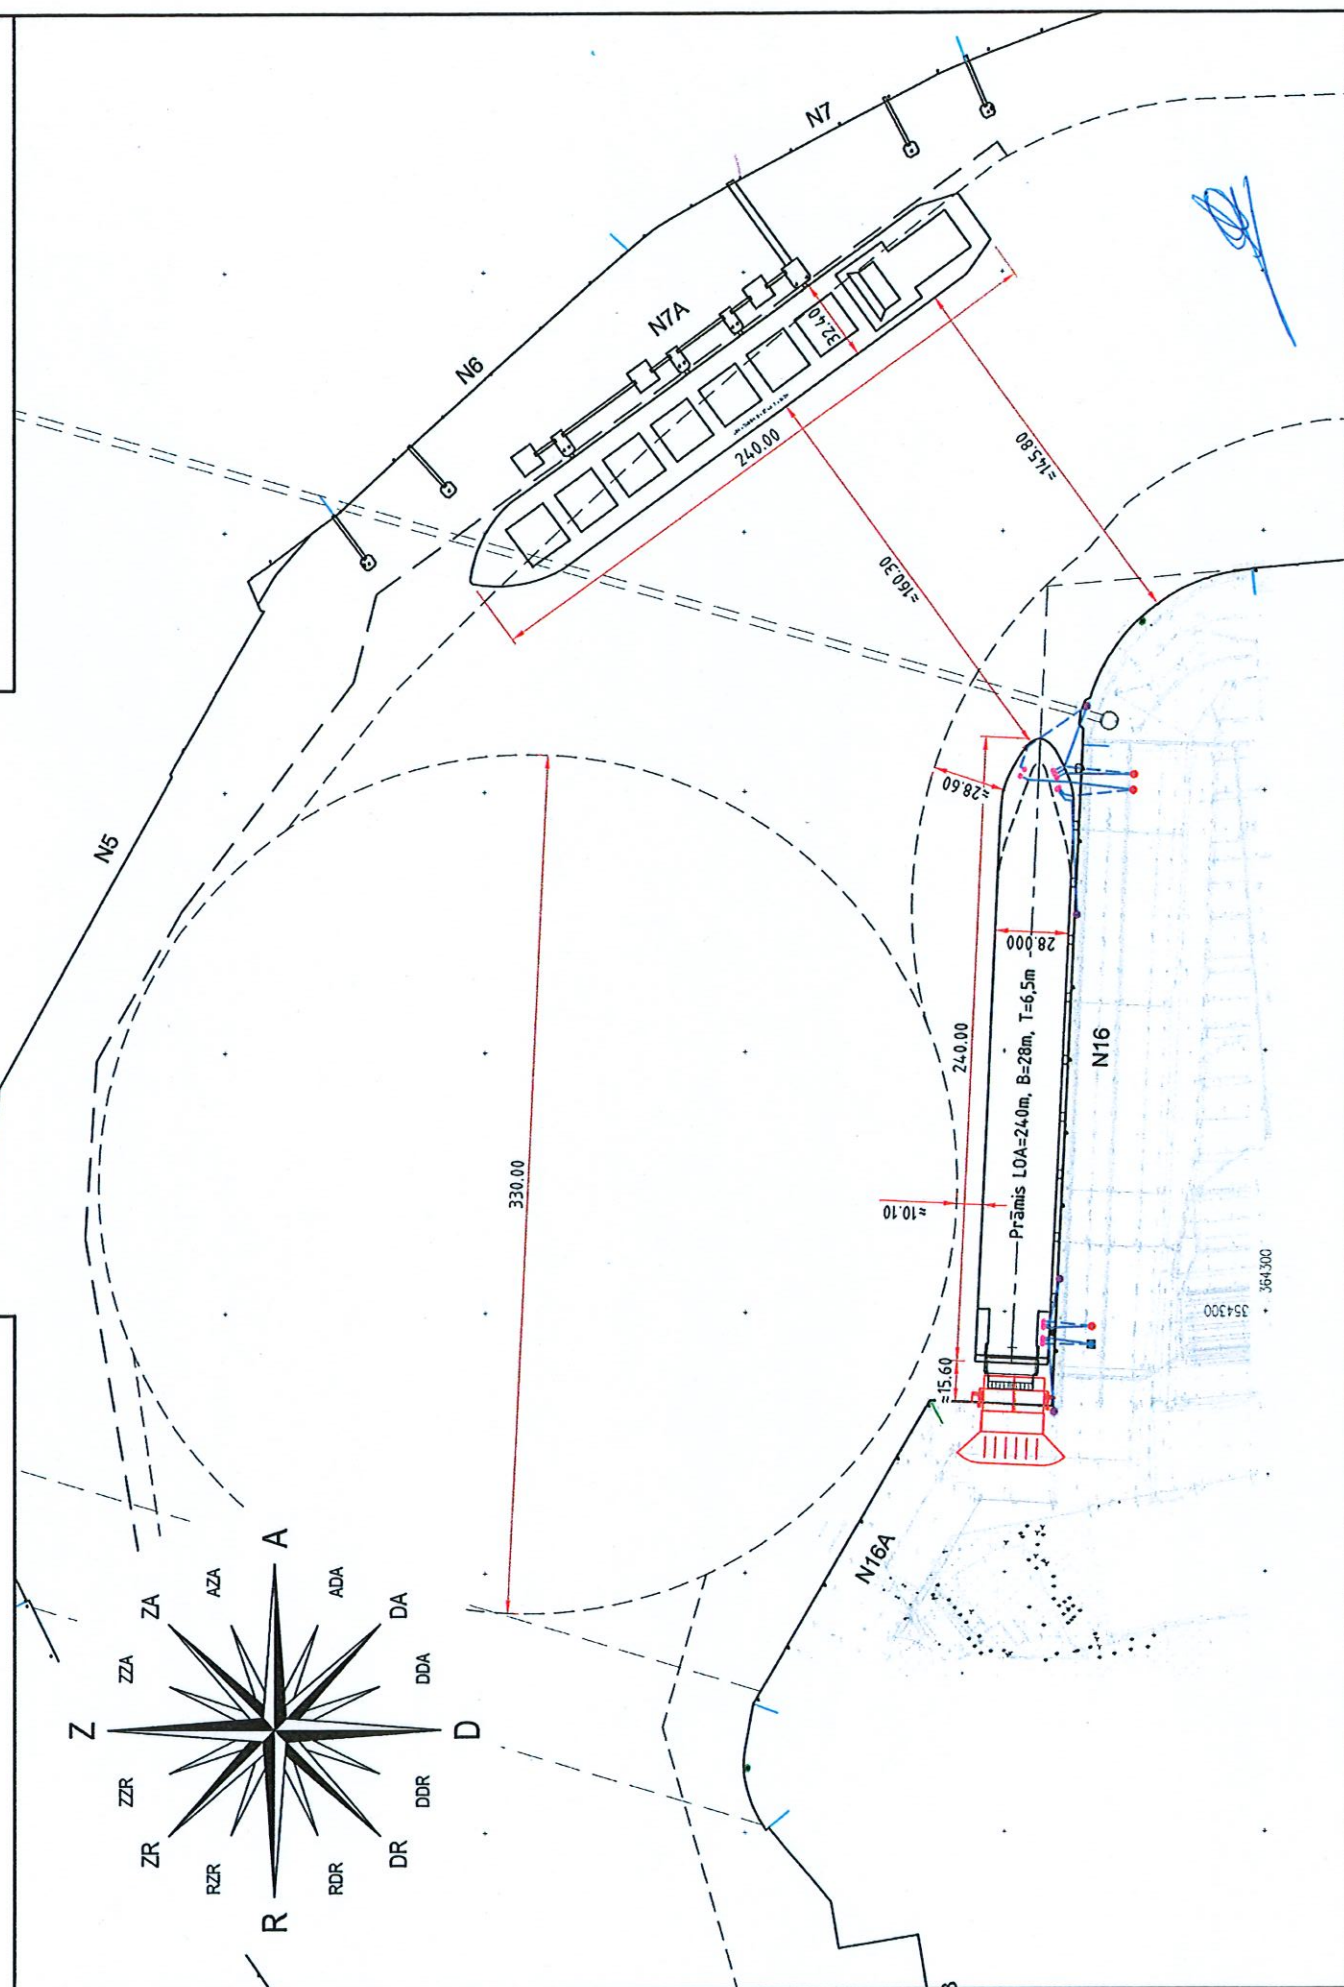 N7
N7A
N6
32.40
240.00
≈145.80
≈160.30
N5
≈28.60
28.000
240.00
Prāmis LOA=240m, B=28m, T=6,5m
N16
330.00
≈10.10
364300
354300
≈15.60
N16A
A
AZA
ADA
ZA
DA
ZZA
DDA
Z
D
ZZR
DDR
ZR
DR
RZR
RDR
R